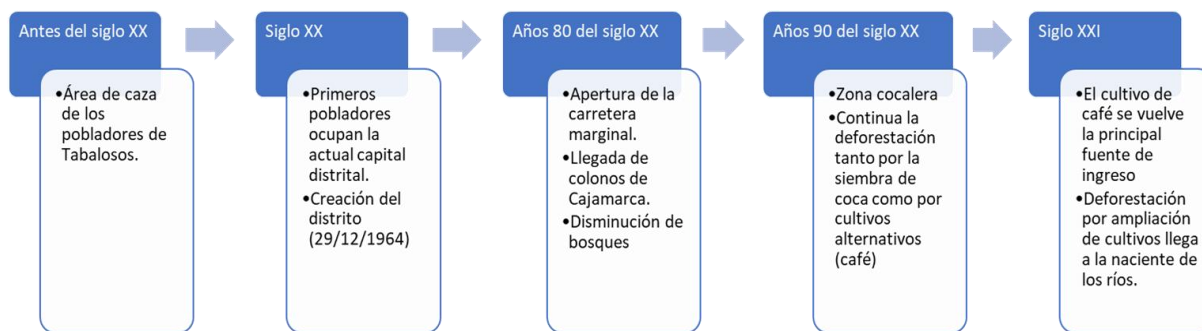 Antes del siglo XX
•Área de caza
de los
pobladores de
Tabalosos.
Siglo XX
•Primeros
pobladores
ocupan la
actual capital
distrital.
•Creación del
distrito
(29/12/1964)
Años 80 del siglo XX
•Apertura de la
carretera
marginal.
•Llegada de
colonos de
Cajamarca.
•Disminución de
bosques
Años 90 del siglo XX
•Zona cocalera
•Continua la
deforestación
tanto por la
siembra de
coca como por
cultivos
alternativos
(café)
Siglo XXI
•El cultivo de
café se vuelve
la principal
fuente de
ingreso
•Deforestación
por ampliación
de cultivos llega
a la naciente de
los ríos.